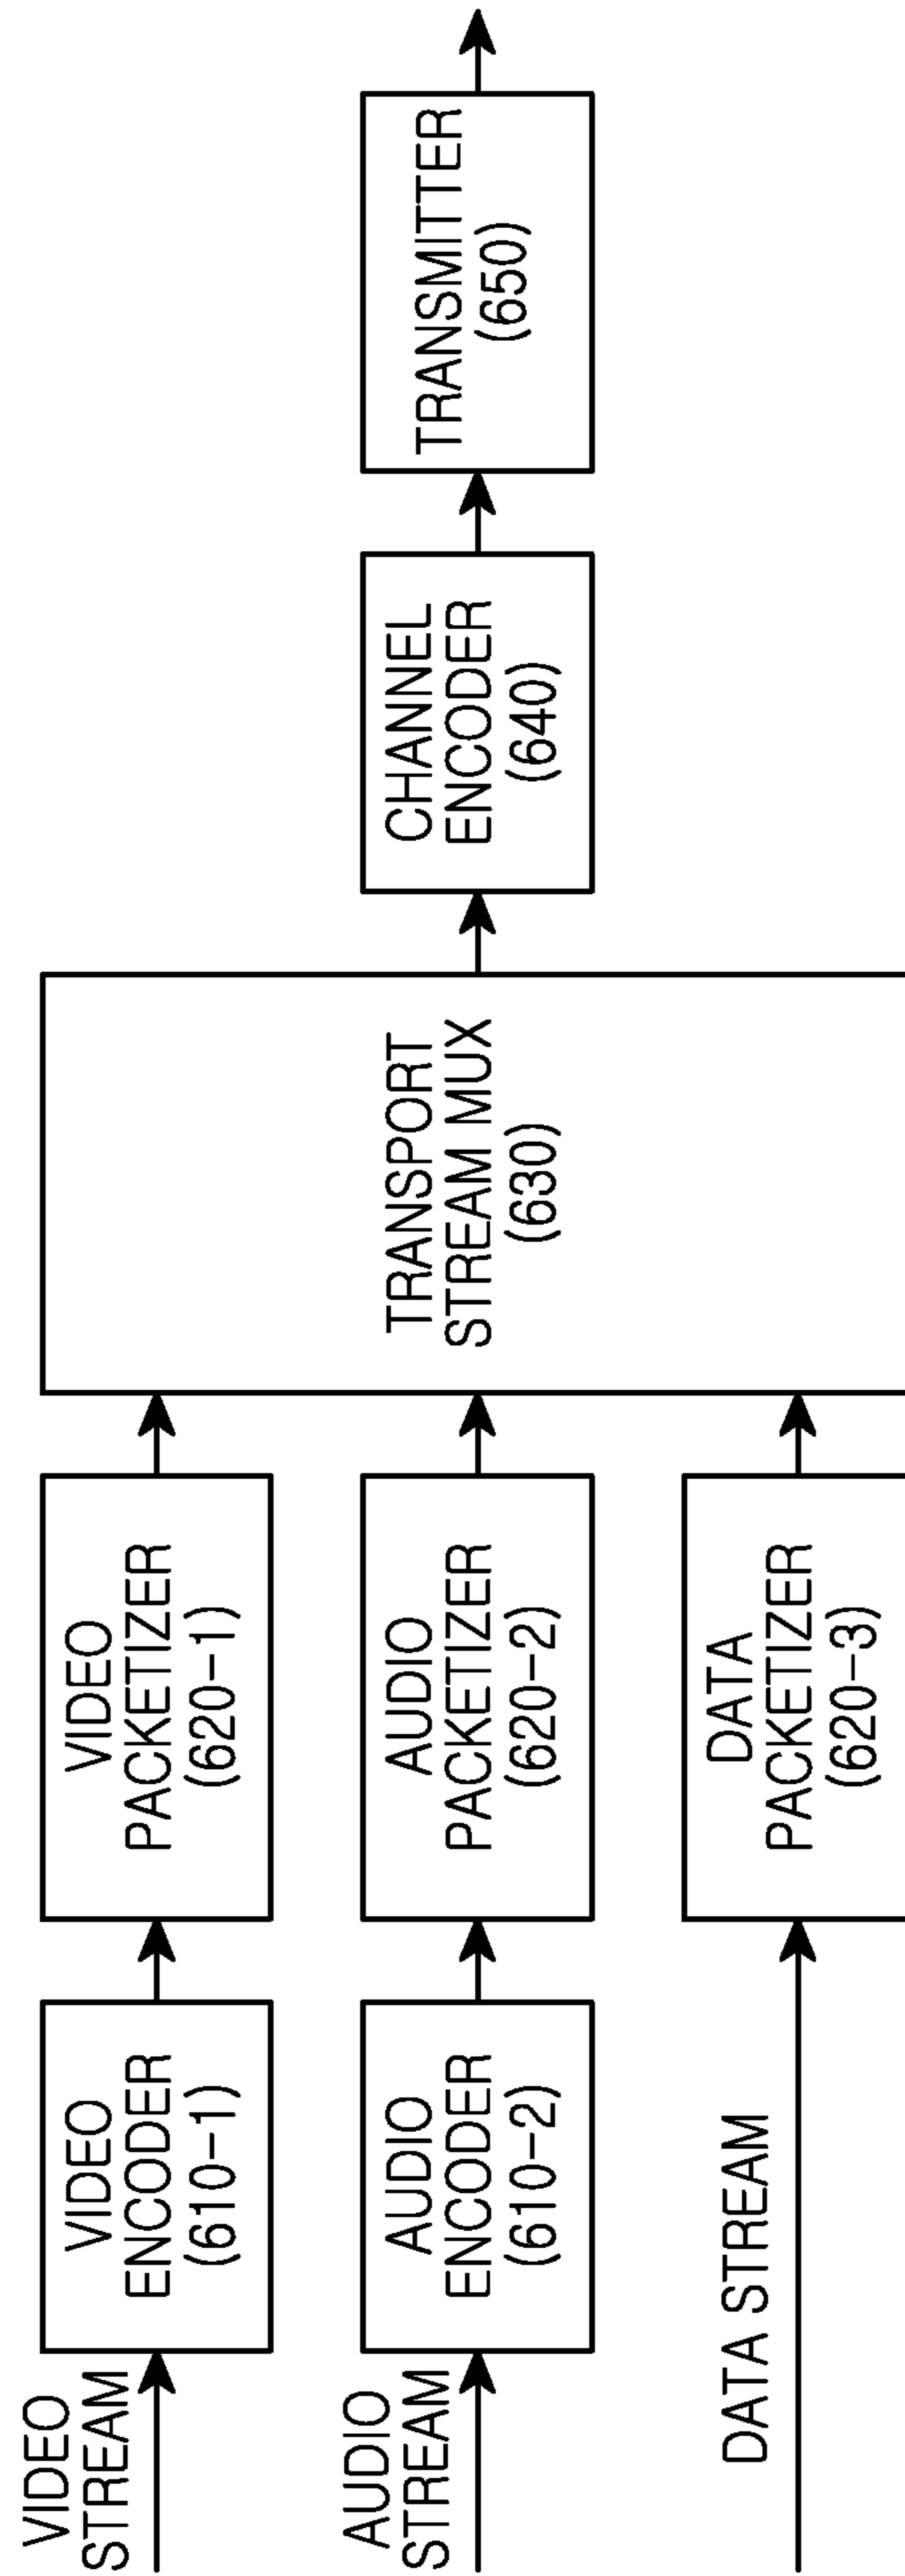 VIDEO
STREAM
VIDEO
ENCODER
(610-1)
VIDEO
PACKETIZER
(620-1)
AUDIO
STREAM
AUDIO
ENCODER
(610-2)
AUDIO
PACKETIZER
(620-2)
DATA STREAM
DATA
PACKETIZER
(620-3)
TRANSPORT
STREAM MUX
(630)
CHANNEL
ENCODER
(640)
TRANSMITTER
(650)